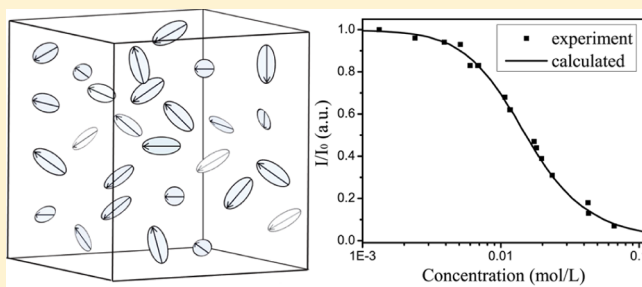 experiment
calculated
I/I₀ (a.u.)
1.0
0.8
0.6
0.4
0.2
0.0
1E-3 0.01 0.1
Concentration (mol/L)